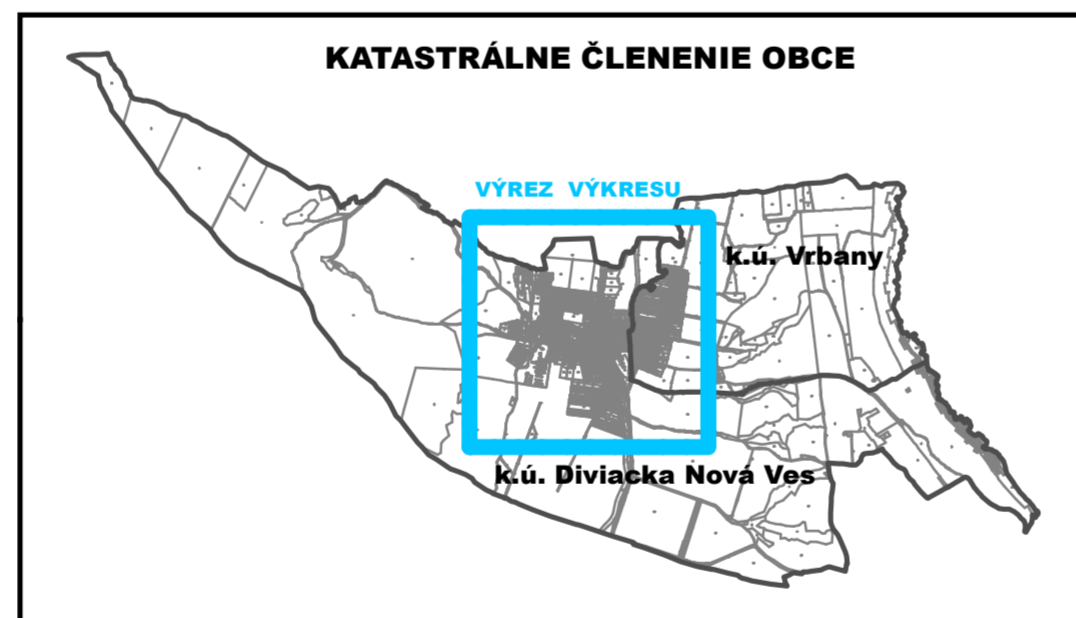 KATASTRÁLNE ČLENENIE OBCE
VÝREZ VÝKRESU
k.ú. Vrbany
k.ú. Diviacka Nová Ves